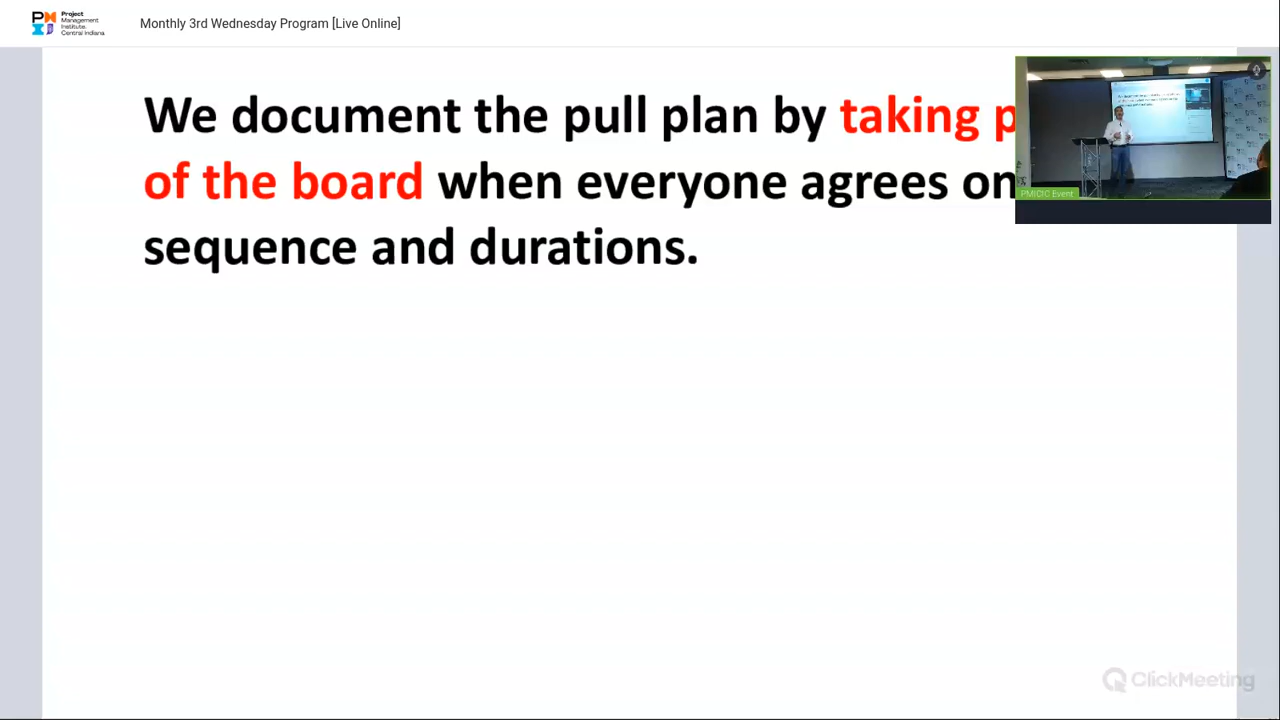 Project
Management
Institute.
Central Indiana
Monthly 3rd Wednesday Program [Live Online]
We document the pull plan by taking p
of the board when everyone agrees on
sequence and durations.
PMICIC Event
ClickMeeting